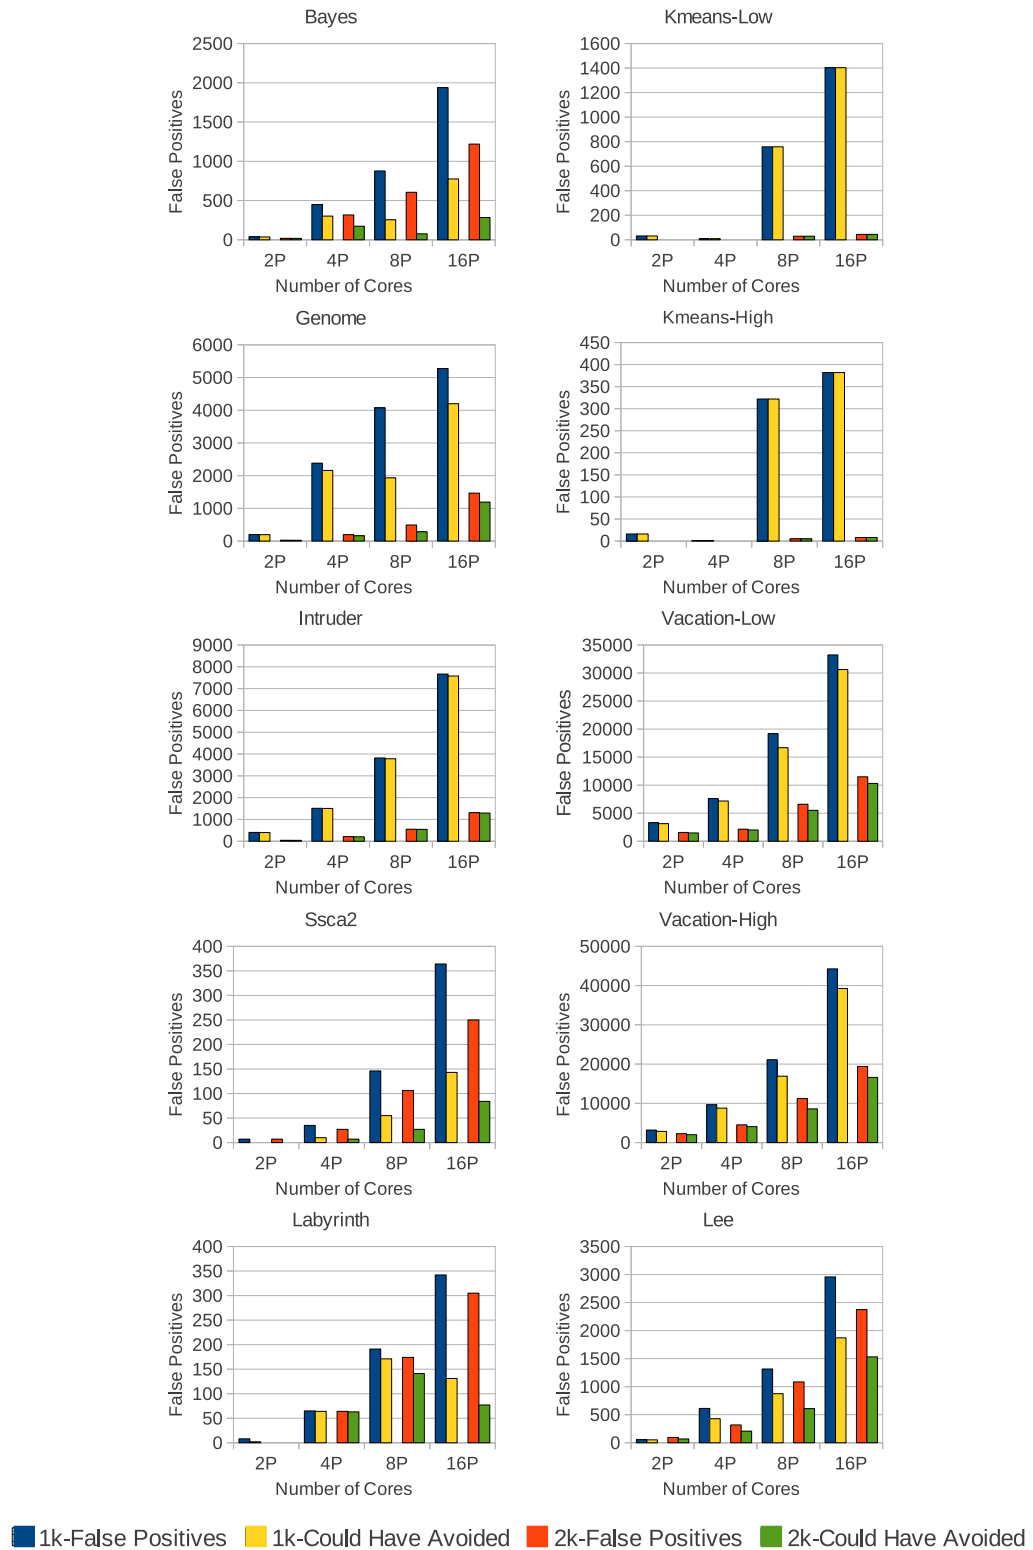 Bayes
2500
2000
1500
1000
500
0
False Positives
2P 4P 8P 16P
Number of Cores
Kmeans-Low
1600
1400
1200
1000
800
600
400
200
0
False Positives
2P 4P 8P 16P
Number of Cores
Genome
6000
5000
4000
3000
2000
1000
0
False Positives
2P 4P 8P 16P
Number of Cores
Kmeans-High
450
400
350
300
250
200
150
100
50
0
False Positives
2P 4P 8P 16P
Number of Cores
Intruder
9000
8000
7000
6000
5000
4000
3000
2000
1000
0
False Positives
2P 4P 8P 16P
Number of Cores
Vacation-Low
35000
30000
25000
20000
15000
10000
5000
0
False Positives
2P 4P 8P 16P
Number of Cores
Ssca2
400
350
300
250
200
150
100
50
0
False Positives
2P 4P 8P 16P
Number of Cores
Vacation-High
50000
40000
30000
20000
10000
0
False Positives
2P 4P 8P 16P
Number of Cores
Labyrinth
400
350
300
250
200
150
100
50
0
False Positives
2P 4P 8P 16P
Number of Cores
Lee
3500
3000
2500
2000
1500
1000
500
0
False Positives
2P 4P 8P 16P
Number of Cores
1k-False Positives 1k-Could Have Avoided 2k-False Positives 2k-Could Have Avoided